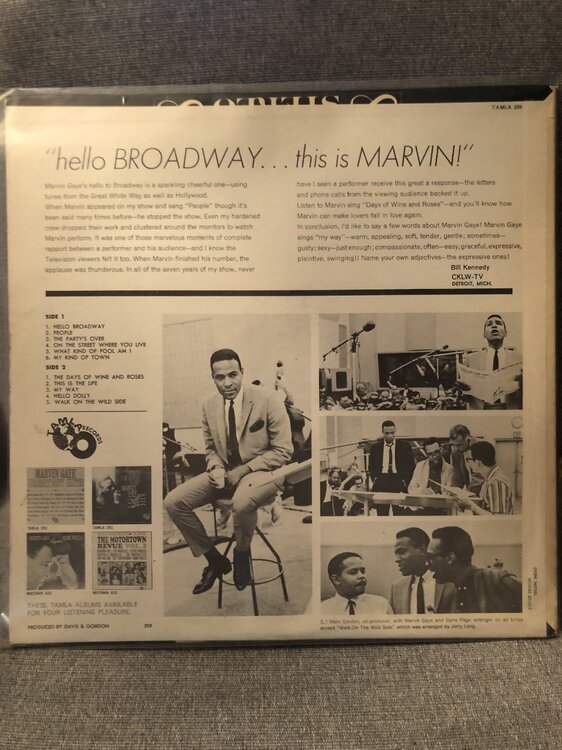 TAMLA 259
"hello BROADWAY... this is MARVIN!"
Marvin Gaye's hello to Broadway is a sparkling cheerful one—using
tunes from the Great White Way as well as Hollywood.
When Marvin appeared on my show and sang "People" though it's
been said many times before—he stopped the show. Even my hardened
crew dropped their work and clustered around the monitors to watch
Marvin perform. It was one of those marvelous moments of complete
rapport between a performer and his audience—and I know the
Television viewers felt it too. When Marvin finished his number, the
applause was thunderous. In all of the seven years of my show, never
have I seen a performer receive this great a response—the letters
and phone calls from the viewing audience backed it up.
Listen to Marvin sing "Days of Wine and Roses"—and you'll know how
Marvin can make lovers fall in love again.
In conclusion, I'd like to say a few words about Marvin Gaye! Marvin Gaye
sings "my way"—warm, appealing, soft, tender, gentle; sometimes—
gusty; sexy—just enough; compassionate, often—easy, graceful, expressive,
plaintive, swinging!! Name your own adjectives—the expressive ones!
Bill Kennedy
CKLW-TV
DETROIT, MICH.
SIDE 1
1. HELLO BROADWAY
2. PEOPLE
3. THE PARTY'S OVER
4. ON THE STREET WHERE YOU LIVE
5. WHAT KIND OF FOOL AM I
6. MY KIND OF TOWN
SIDE 2
1. THE DAYS OF WINE AND ROSES
2. THIS IS THE LIFE
3. MY WAY
4. HELLO DOLLY
5. WALK ON THE WILD SIDE
TAMLA RECORDS
MARVIN GAYE
TAMLA 252
TAMLA 251
THE MOTORTOWN
REVUE VOL. 2
MOTOWN 613
MOTOWN 615
THESE TAMLA ALBUMS AVAILABLE
FOR YOUR LISTENING PLEASURE.
PRODUCED BY DAVIS & GORDON
259
(L) Marc Gordon, co-producer, with Marvin Gaye and Gene Page arranger on all tunes
except "Walk On The Wild Side" which was arranged by Jerry Long.
COVER DESIGN